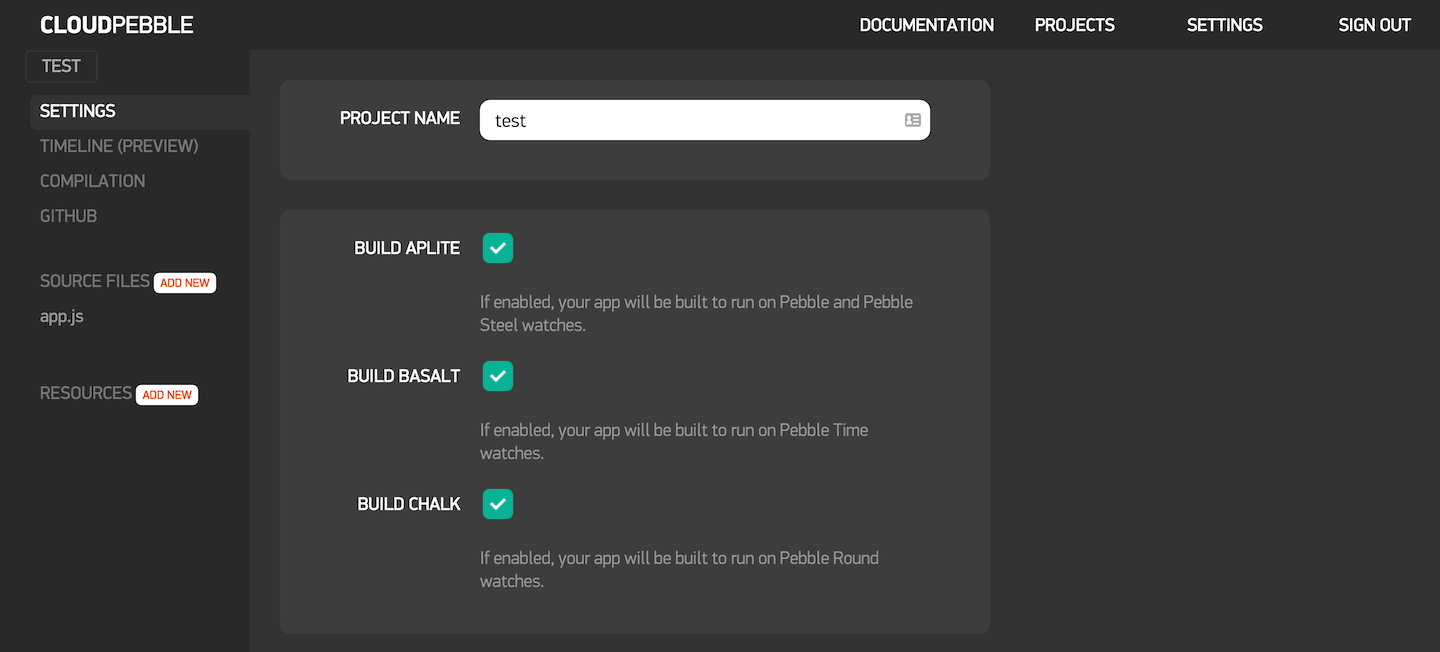 CLOUDPEBBLE
DOCUMENTATION PROJECTS SETTINGS SIGN OUT
TEST
SETTINGS
TIMELINE (PREVIEW)
COMPILATION
GITHUB
SOURCE FILES ADD NEW
app.js
RESOURCES ADD NEW
PROJECT NAME test
BUILD APLITE
If enabled, your app will be built to run on Pebble and Pebble
Steel watches.
BUILD BASALT
If enabled, your app will be built to run on Pebble Time
watches.
BUILD CHALK
If enabled, your app will be built to run on Pebble Round
watches.